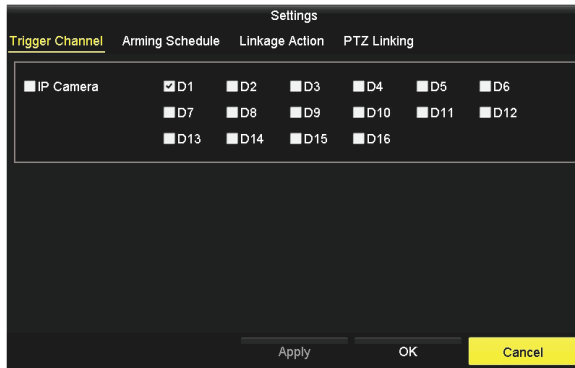 Settings
Trigger Channel Arming Schedule Linkage Action PTZ Linking
IP Camera D1 D2 D3 D4 D5 D6
D7 D8 D9 D10 D11 D12
D13 D14 D15 D16
Apply OK Cancel